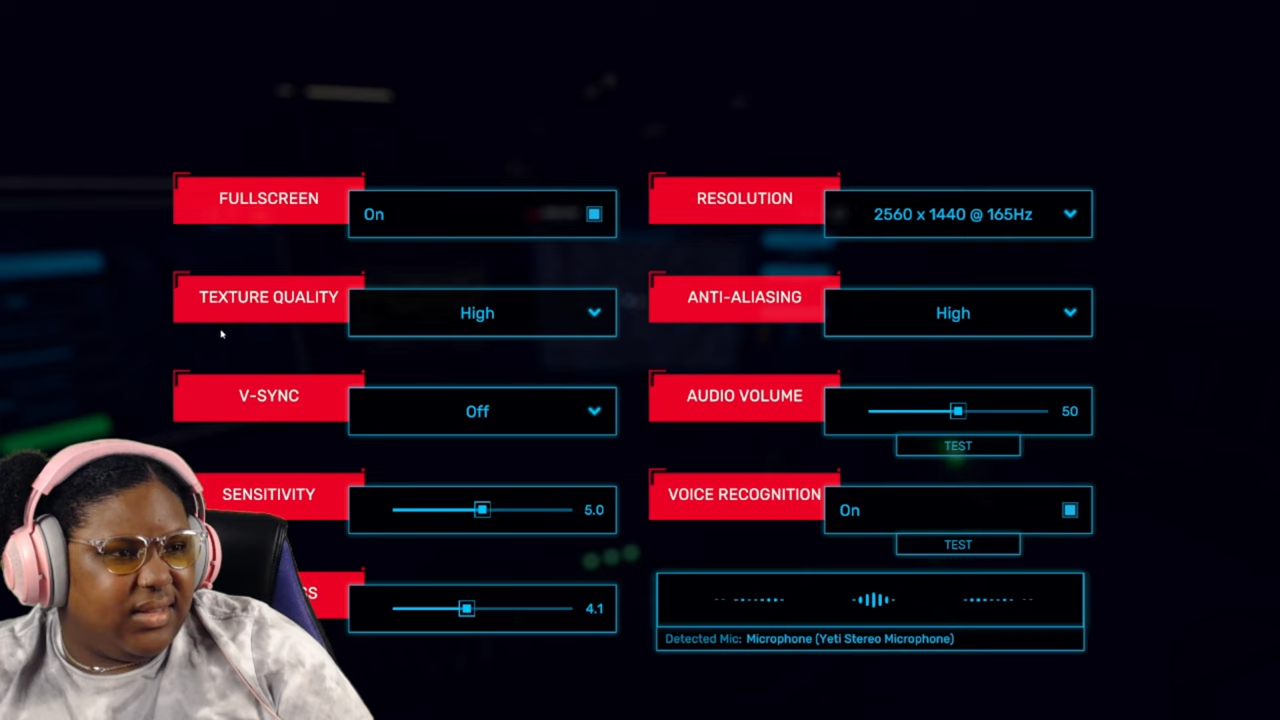 FULLSCREEN
On
RESOLUTION
2560 x 1440 @ 165Hz
TEXTURE QUALITY
High
ANTI-ALIASING
High
V-SYNC
Off
AUDIO VOLUME
50
TEST
SENSITIVITY
5.0
VOICE RECOGNITION
On
TEST
4.1
Detected Mic: Microphone (Yeti Stereo Microphone)